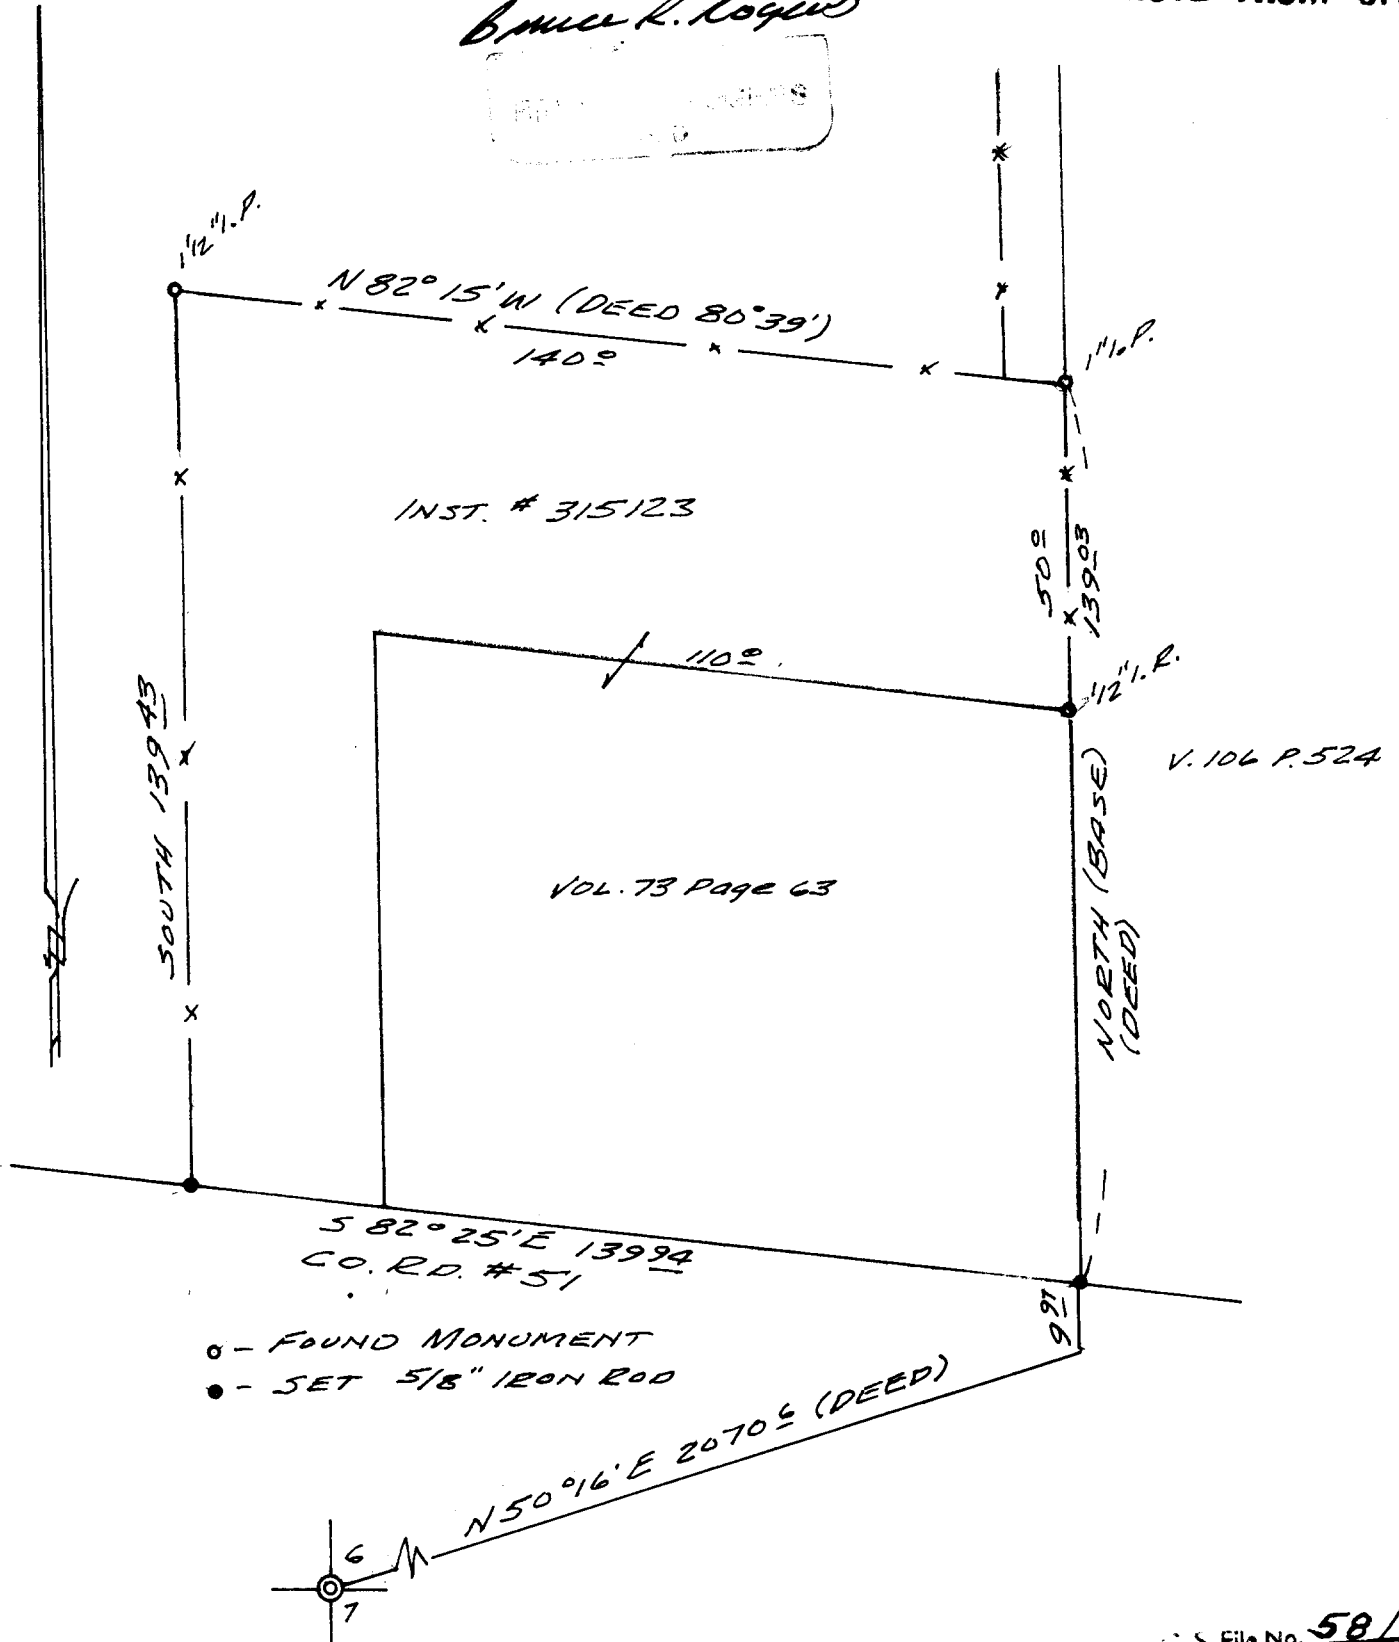 Bruce R. Rogers
1/2" I.P.
N 82° 15' W (DEED 80°39')
140 0
1" I.P.
INST. # 315123
50 0
139 03
110 0
1/2" I.R.
V. 106 P. 524
SOUTH 139 43
VOL. 73 Page 63
NORTH (BASE)
(DEED)
S 82° 25' E 139 94
CO. RD. # 51
9 97
o - FOUND MONUMENT
● - SET 5/8" IRON ROD
N 50° 16' E 2070 6 (DEED)
6
7
File No. 581